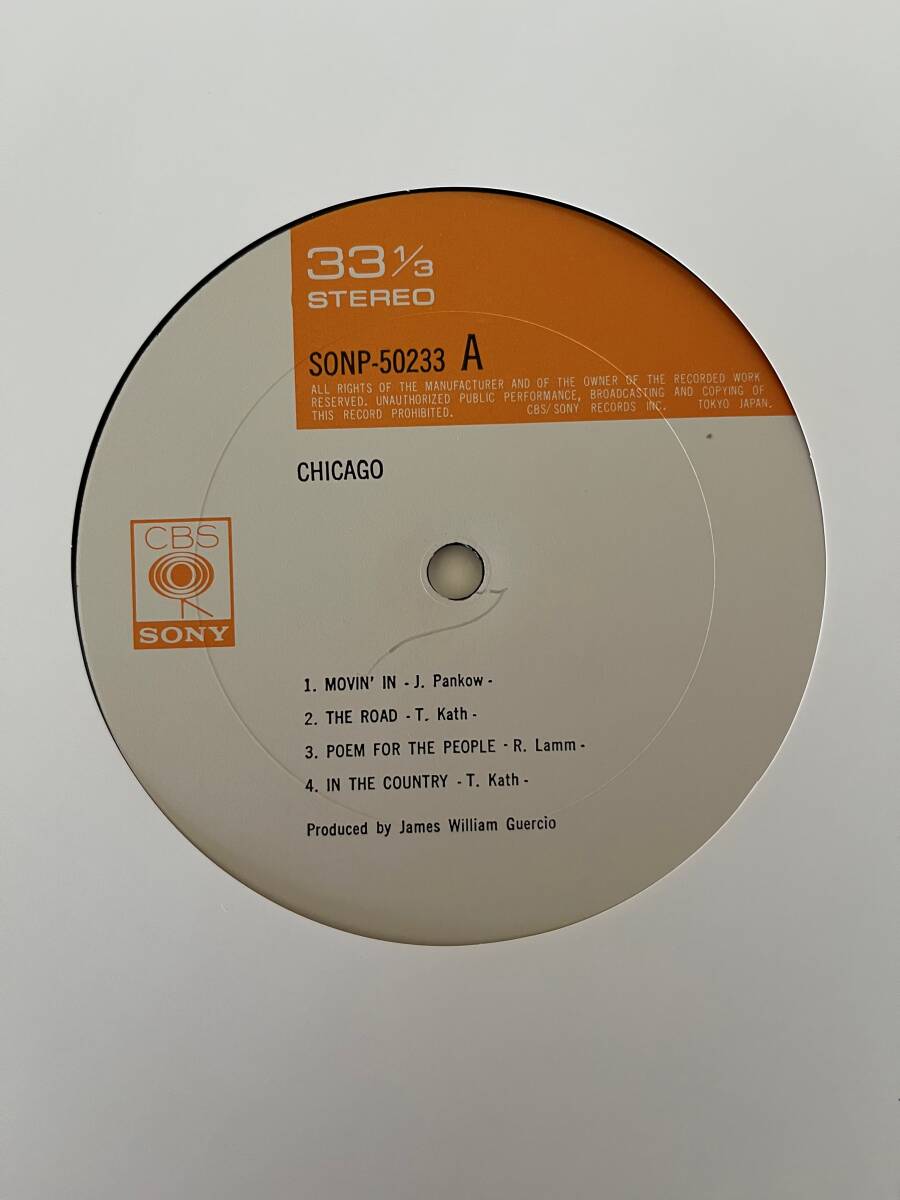 33 1/3
STEREO
SONP-50233 A
ALL RIGHTS OF THE MANUFACTURER AND OF THE OWNER OF THE RECORDED WORK
RESERVED. UNAUTHORIZED PUBLIC PERFORMANCE, BROADCASTING AND COPYING OF
THIS RECORD PROHIBITED. CBS/SONY RECORDS INC. TOKYO JAPAN.
CHICAGO
CBS
SONY
1. MOVIN' IN - J. Pankow -
2. THE ROAD - T. Kath -
3. POEM FOR THE PEOPLE - R. Lamm -
4. IN THE COUNTRY - T. Kath -
Produced by James William Guercio